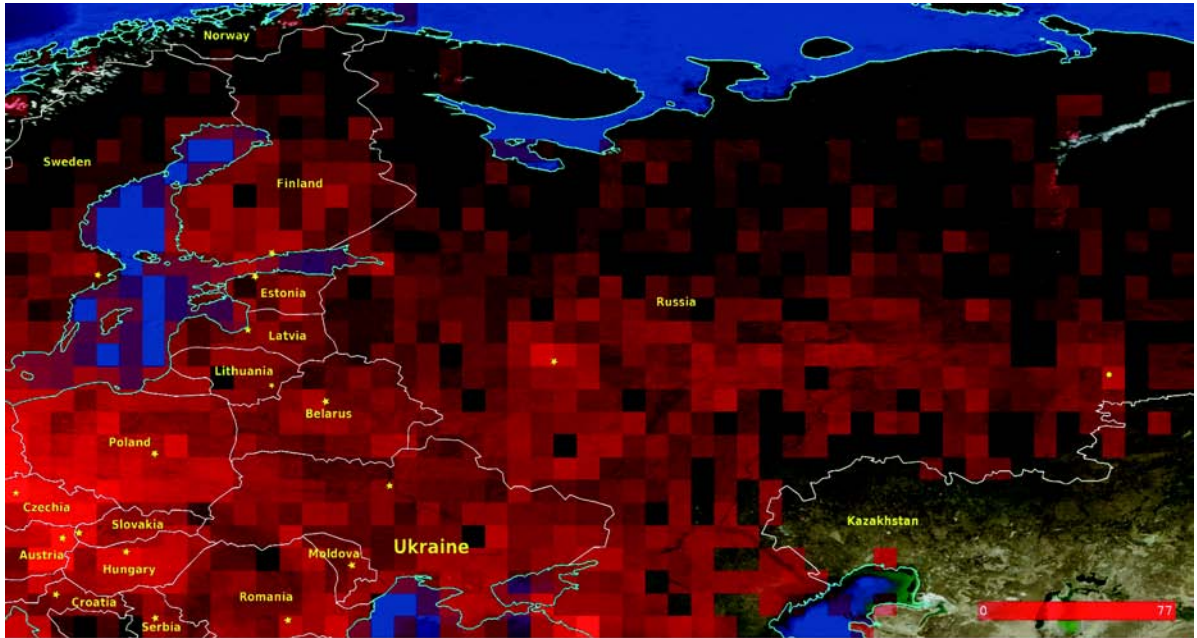 Norway
Sweden
Finland
Estonia
Russia
Latvia
Lithuania
Belarus
Poland
Czechia
Slovakia
Kazakhstan
Austria
Ukraine
Moldova
Hungary
Romania
Croatia
Serbia
0 77